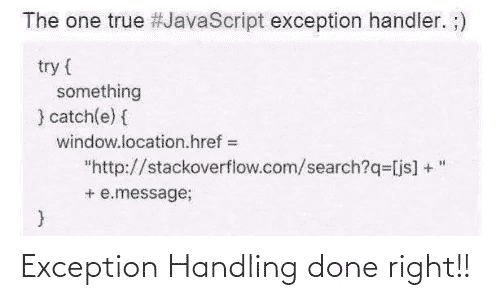 The one true #JavaScript exception handler. ;)
try {
something
} catch(e) {
window.location.href =
"http://stackoverflow.com/search?q=[js] + "
+ e.message;
}
Exception Handling done right!!